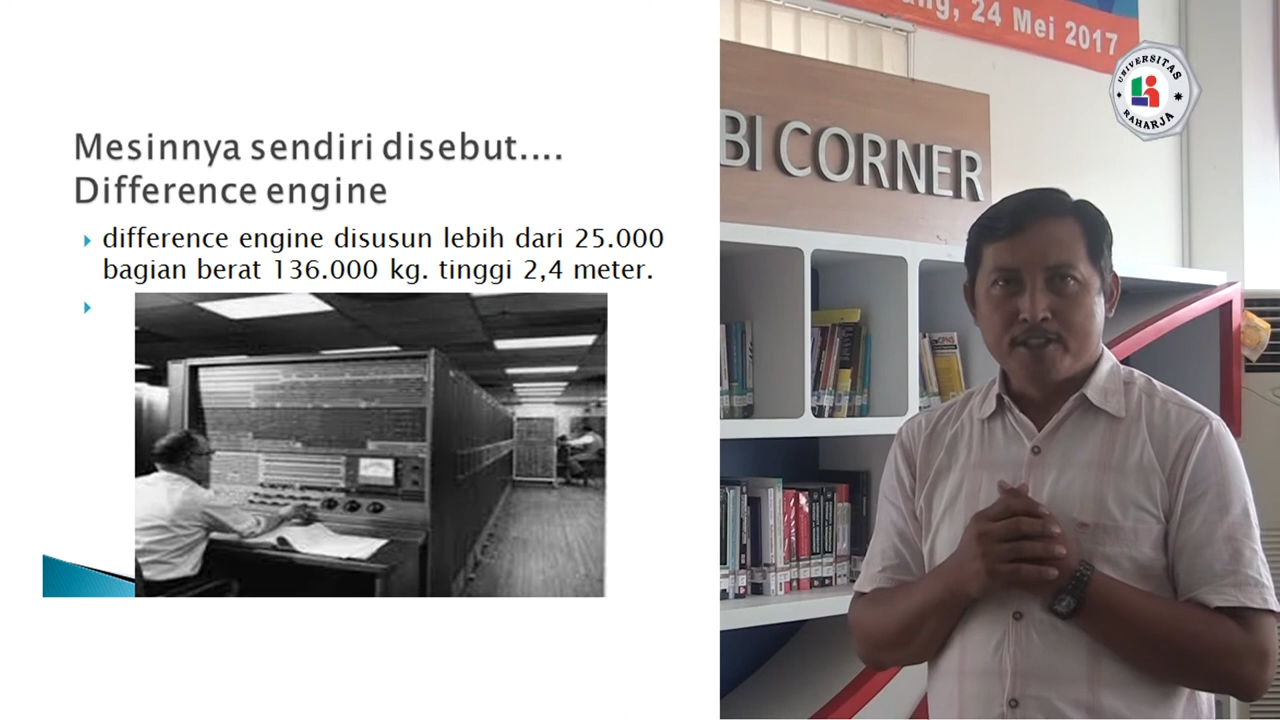 Mesinnya sendiri disebut....
Difference engine
difference engine disusun lebih dari 25.000
bagian berat 136.000 kg. tinggi 2,4 meter.
24 Mei 2017
UNIVERSITAS
RAHARJA
BI CORNER